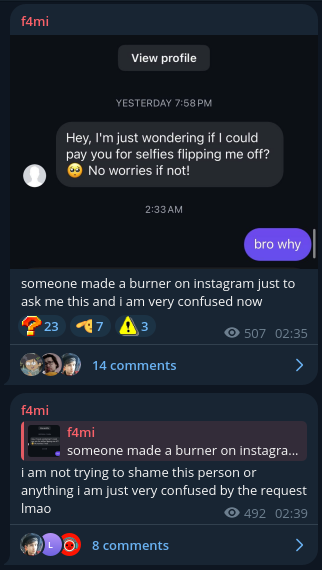 f4mi
View profile
YESTERDAY 7:58 PM
Hey, I'm just wondering if I could
pay you for selfies flipping me off?
🥺 No worries if not!
2:33 AM
bro why
someone made a burner on instagram just to
ask me this and i am very confused now
23 7 3
507 02:35
14 comments
f4mi
f4mi
someone made a burner on instagra...
i am not trying to shame this person or
anything i am just very confused by the request
lmao
492 02:39
L
8 comments